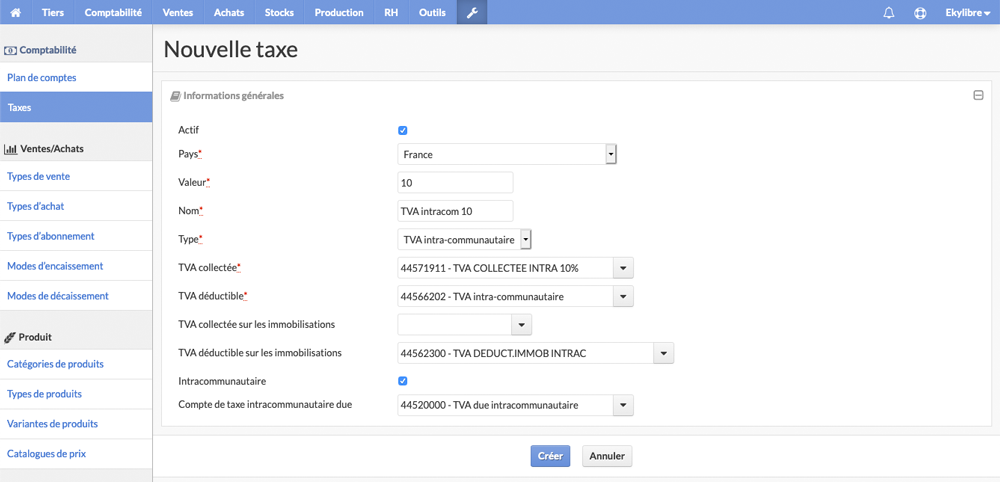 Tiers Comptabilité Ventes Achats Stocks Production RH Outils Ekylibre
Comptabilité
Plan de comptes
Taxes
Ventes/Achats
Types de vente
Types d'achat
Types d'abonnement
Modes d'encaissement
Modes de décaissement
Produit
Catégories de produits
Types de produits
Variantes de produits
Catalogues de prix
Nouvelle taxe
Informations générales
Actif
Pays* France
Valeur* 10
Nom* TVA intracom 10
Type* TVA intra-communautaire
TVA collectée* 44571911 - TVA COLLECTEE INTRA 10%
TVA déductible* 44566202 - TVA intra-communautaire
TVA collectée sur les immobilisations
TVA déductible sur les immobilisations 44562300 - TVA DEDUCT.IMMOB INTRAC
Intracommunautaire
Compte de taxe intracommunautaire due 44520000 - TVA due intracommunautaire
Créer Annuler